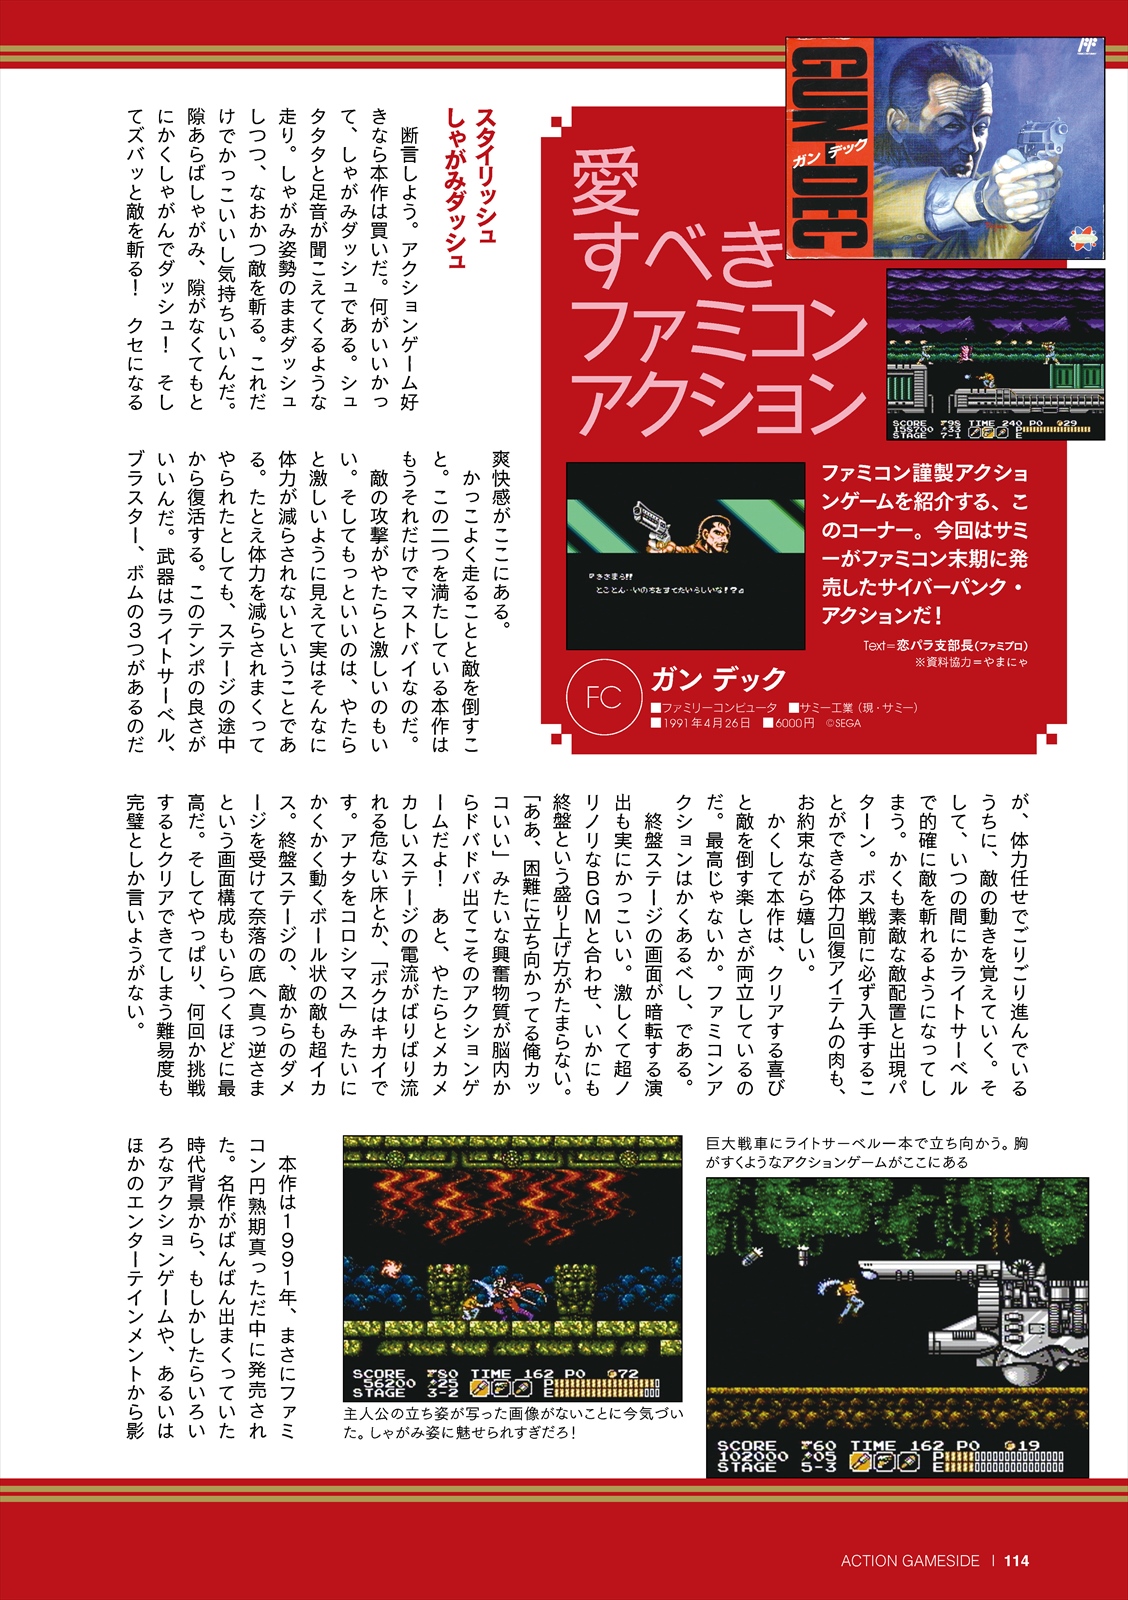 GUN-DEC
ガン デック
愛
すべき
ファミコン
アクション
ファミコン謹製アクショ
ンゲームを紹介する、こ
のコーナー。今回はサミ
ーがファミコン末期に発
売したサイバーパンク・
アクションだ!
Text=恋パラ支部長(ファミプロ)
※資料協力=やまにゃ
SCORE 98 TIME 240 PO 29
158700 33 P
STAGE 7-1 E
『きさまら!!
とことん・・いのちをすてたいらしいな!?』
FC
ガン デック
■ファミリーコンピュータ ■サミー工業(現・サミー)
■1991年4月26日 ■6000円 ©SEGA
スタイリッシュ
しゃがみダッシュ
断言しよう。アクションゲーム好
きなら本作は買いだ。何がいいかっ
て、しゃがみダッシュである。シュ
タタタと足音が聞こえてくるような
走り。しゃがみ姿勢のままダッシュ
しつつ、なおかつ敵を斬る。これだ
けでかっこいいし気持ちいいんだ。
隙あらばしゃがみ、隙がなくてもと
にかくしゃがんでダッシュ! そし
てズバッと敵を斬る! クセになる
爽快感がここにある。
かっこよく走ることと敵を倒すこ
と。この二つを満たしている本作は
もうそれだけでマストバイなのだ。
敵の攻撃がやたらと激しいのもい
い。そしてもっといいのは、やたら
と激しいように見えて実はそんなに
体力が減らされないということであ
る。たとえ体力を減らされまくって
やられたとしても、ステージの途中
から復活する。このテンポの良さが
いいんだ。武器はライトサーベル、
ブラスター、ボムの3つがあるのだ
が、体力任せでごりごり進んでいる
うちに、敵の動きを覚えていく。そ
して、いつの間にかライトサーベル
で的確に敵を斬れるようになってし
まう。かくも素敵な敵配置と出現パ
ターン。ボス戦前に必ず入手するこ
とができる体力回復アイテムの肉も、
お約束ながら嬉しい。
かくして本作は、クリアする喜び
と敵を倒す楽しさが両立しているの
だ。最高じゃないか。ファミコンア
クションはかくあるべし、である。
終盤ステージの画面が暗転する演
出も実にかっこいい。激しくて超ノ
リノリなBGMと合わせ、いかにも
終盤という盛り上げ方がたまらない。
「ああ、困難に立ち向かってる俺カッ
コいい」みたいな興奮物質が脳内か
らドバドバ出てこそのアクションゲ
ームだよ! あと、やたらとメカメ
カしいステージの電流がばりばり流
れる危ない床とか、「ボクはキカイで
す。アナタをコロシマス」みたいに
かくかく動くボール状の敵も超イカ
ス。終盤ステージの、敵からのダメ
ージを受けて奈落の底へ真っ逆さま
という画面構成もいらつくほどに最
高だ。そしてやっぱり、何回か挑戦
するとクリアできてしまう難易度も
完璧としか言いようがない。
巨大戦車にライトサーベル一本で立ち向かう。胸
がすくようなアクションゲームがここにある
SCORE 60 TIME 162 PO 19
102000 05 P
STAGE 5-3 E
SCORE 80 TIME 162 PO 72
56200 25 P
STAGE 3-2 E
主人公の立ち姿が写った画像がないことに今気づい
た。しゃがみ姿に魅せられすぎだろ!
本作は1991年、まさにファミ
コン円熟期真っただ中に発売され
た。名作がばんばん出まくっていた
時代背景から、もしかしたらいろい
ろなアクションゲームや、あるいは
ほかのエンターテインメントから影
ACTION GAMESIDE | 114